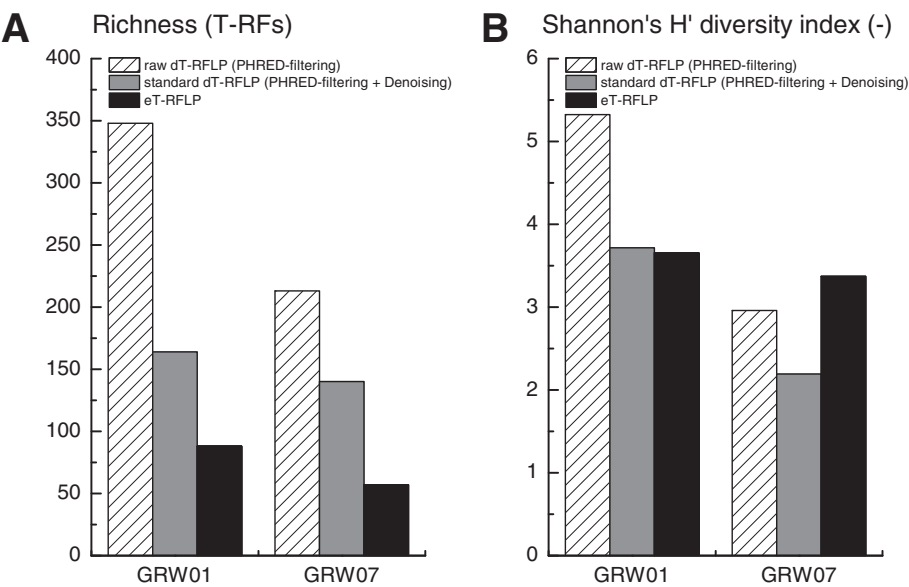 A Richness (T-RFs)
400
350
300
250
200
150
100
50
0
raw dT-RFLP (PHRED-filtering)
standard dT-RFLP (PHRED-filtering + Denoising)
eT-RFLP
GRW01 GRW07
B Shannon's H' diversity index (-)
6
5
4
3
2
1
0
raw dT-RFLP (PHRED-filtering)
standard dT-RFLP (PHRED-filtering + Denoising)
eT-RFLP
GRW01 GRW07